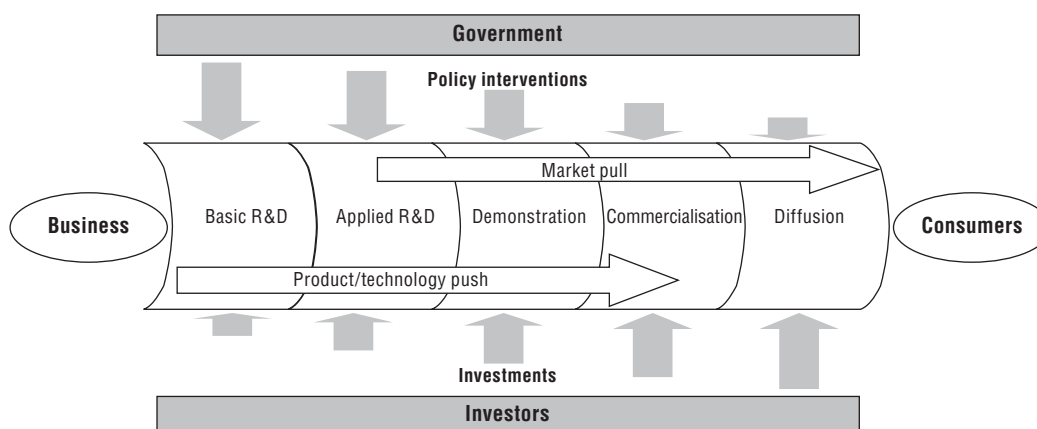 Government
Policy interventions
Market pull
Business
Basic R&D
Applied R&D
Demonstration
Commercialisation
Diffusion
Consumers
Product/technology push
Investments
Investors